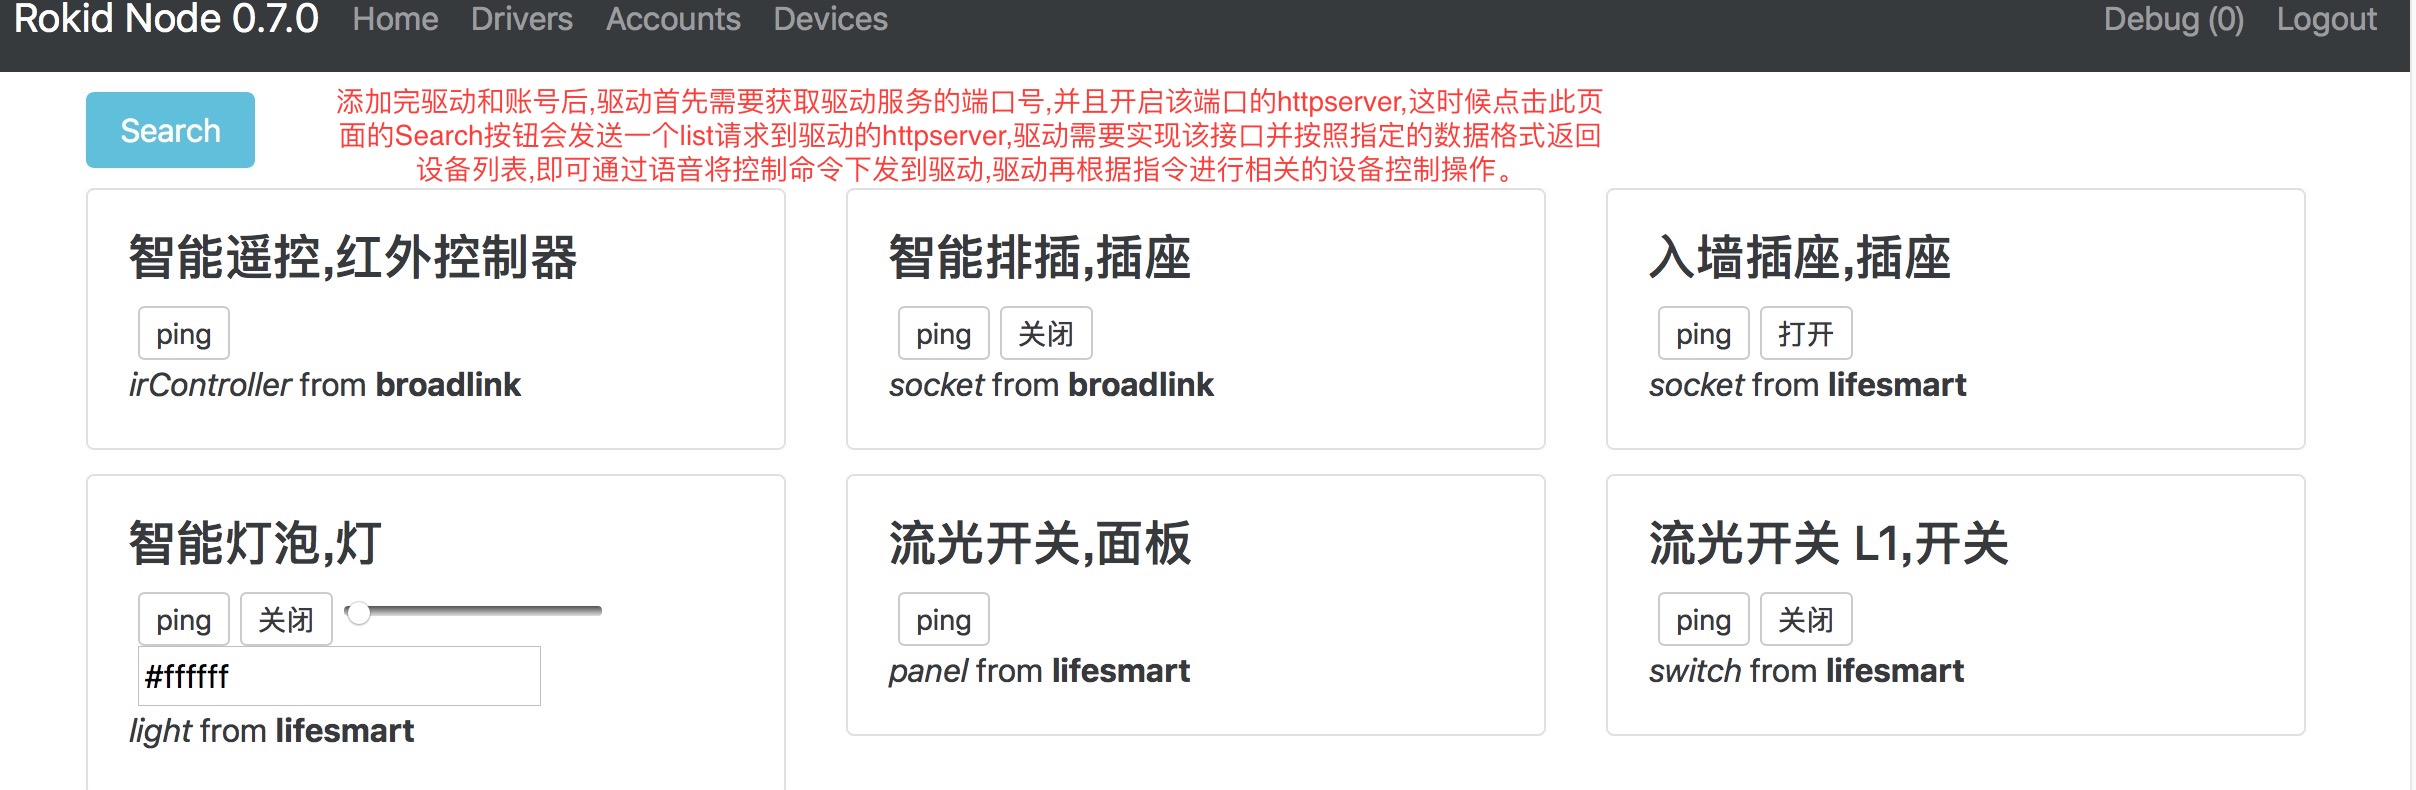 Rokid Node 0.7.0 Home Drivers Accounts Devices Debug (0) Logout
Search
添加完驱动和账号后,驱动首先需要获取驱动服务的端口号,并且开启该端口的httpserver,这时候点击此页
面的Search按钮会发送一个list请求到驱动的httpserver,驱动需要实现该接口并按照指定的数据格式返回
设备列表,即可通过语音将控制命令下发到驱动,驱动再根据指令进行相关的设备控制操作。
智能遥控,红外控制器
ping
irController from broadlink
智能排插,插座
ping 关闭
socket from broadlink
入墙插座,插座
ping 打开
socket from lifesmart
智能灯泡,灯
ping 关闭
#ffffff
light from lifesmart
流光开关,面板
ping
panel from lifesmart
流光开关 L1,开关
ping 关闭
switch from lifesmart